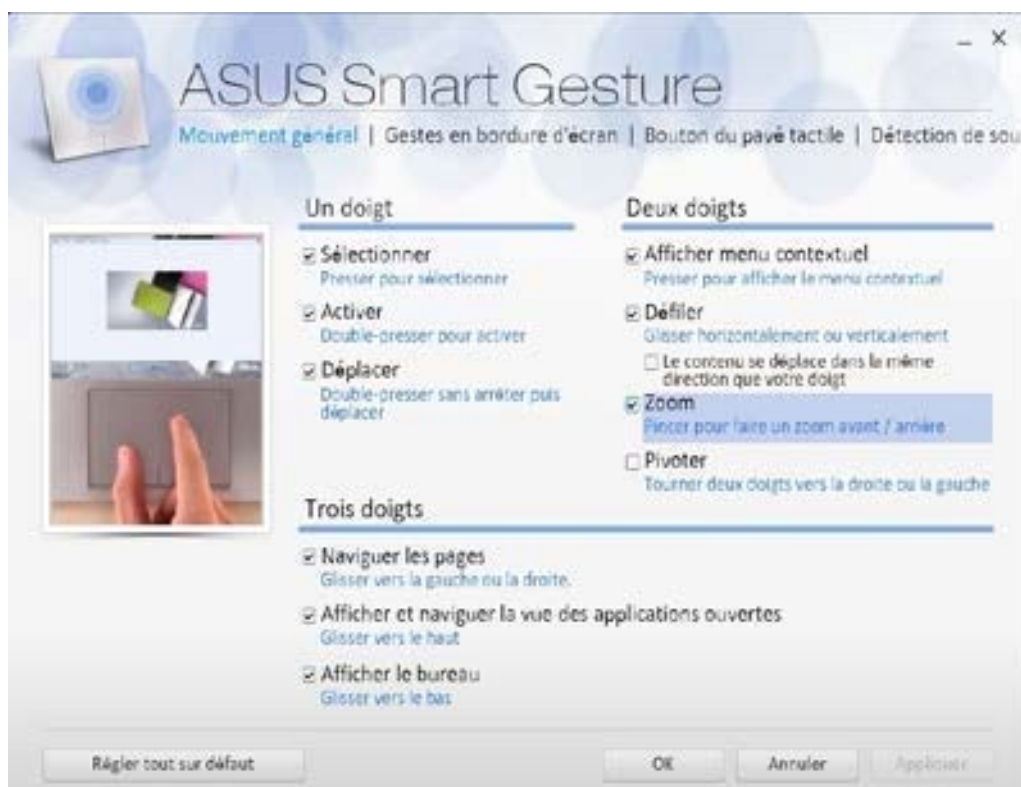 ASUS Smart Gesture
Mouvement général | Gestes en bordure d'écran | Bouton du pavé tactile | Détection de sou
Un doigt
Sélectionner
Presser pour sélectionner
Activer
Double-presser pour activer
Déplacer
Double-presser sans arrêter puis
déplacer
Deux doigts
Afficher menu contextuel
Presser pour afficher le menu contextuel
Défiler
Glisser horizontalement ou verticalement
Le contenu se déplace dans la même
direction que votre doigt
Zoom
Pincer pour faire un zoom avant / arrière
Pivoter
Tourner deux doigts vers la droite ou la gauche
Trois doigts
Naviguer les pages
Glisser vers la gauche ou la droite.
Afficher et naviguer la vue des applications ouvertes
Glisser vers le haut
Afficher le bureau
Glisser vers le bas
Régler tout sur défaut
OK
Annuler
Appliquer